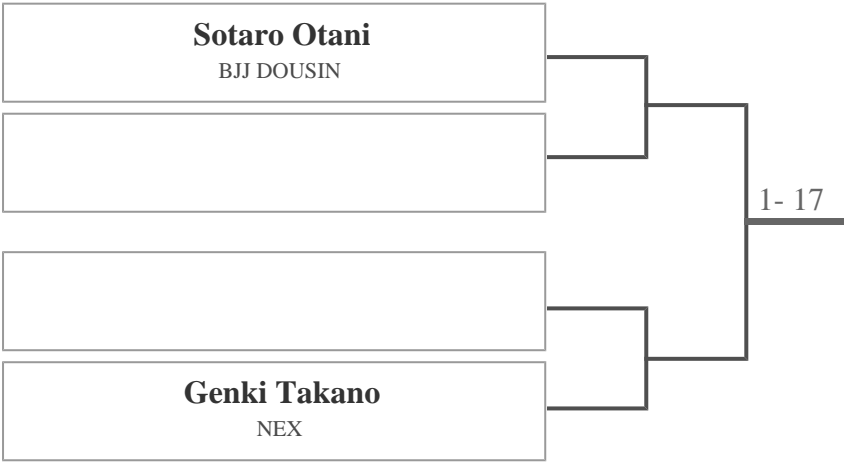 Sotaro Otani
BJJ DOUSIN
1- 17
Genki Takano
NEX